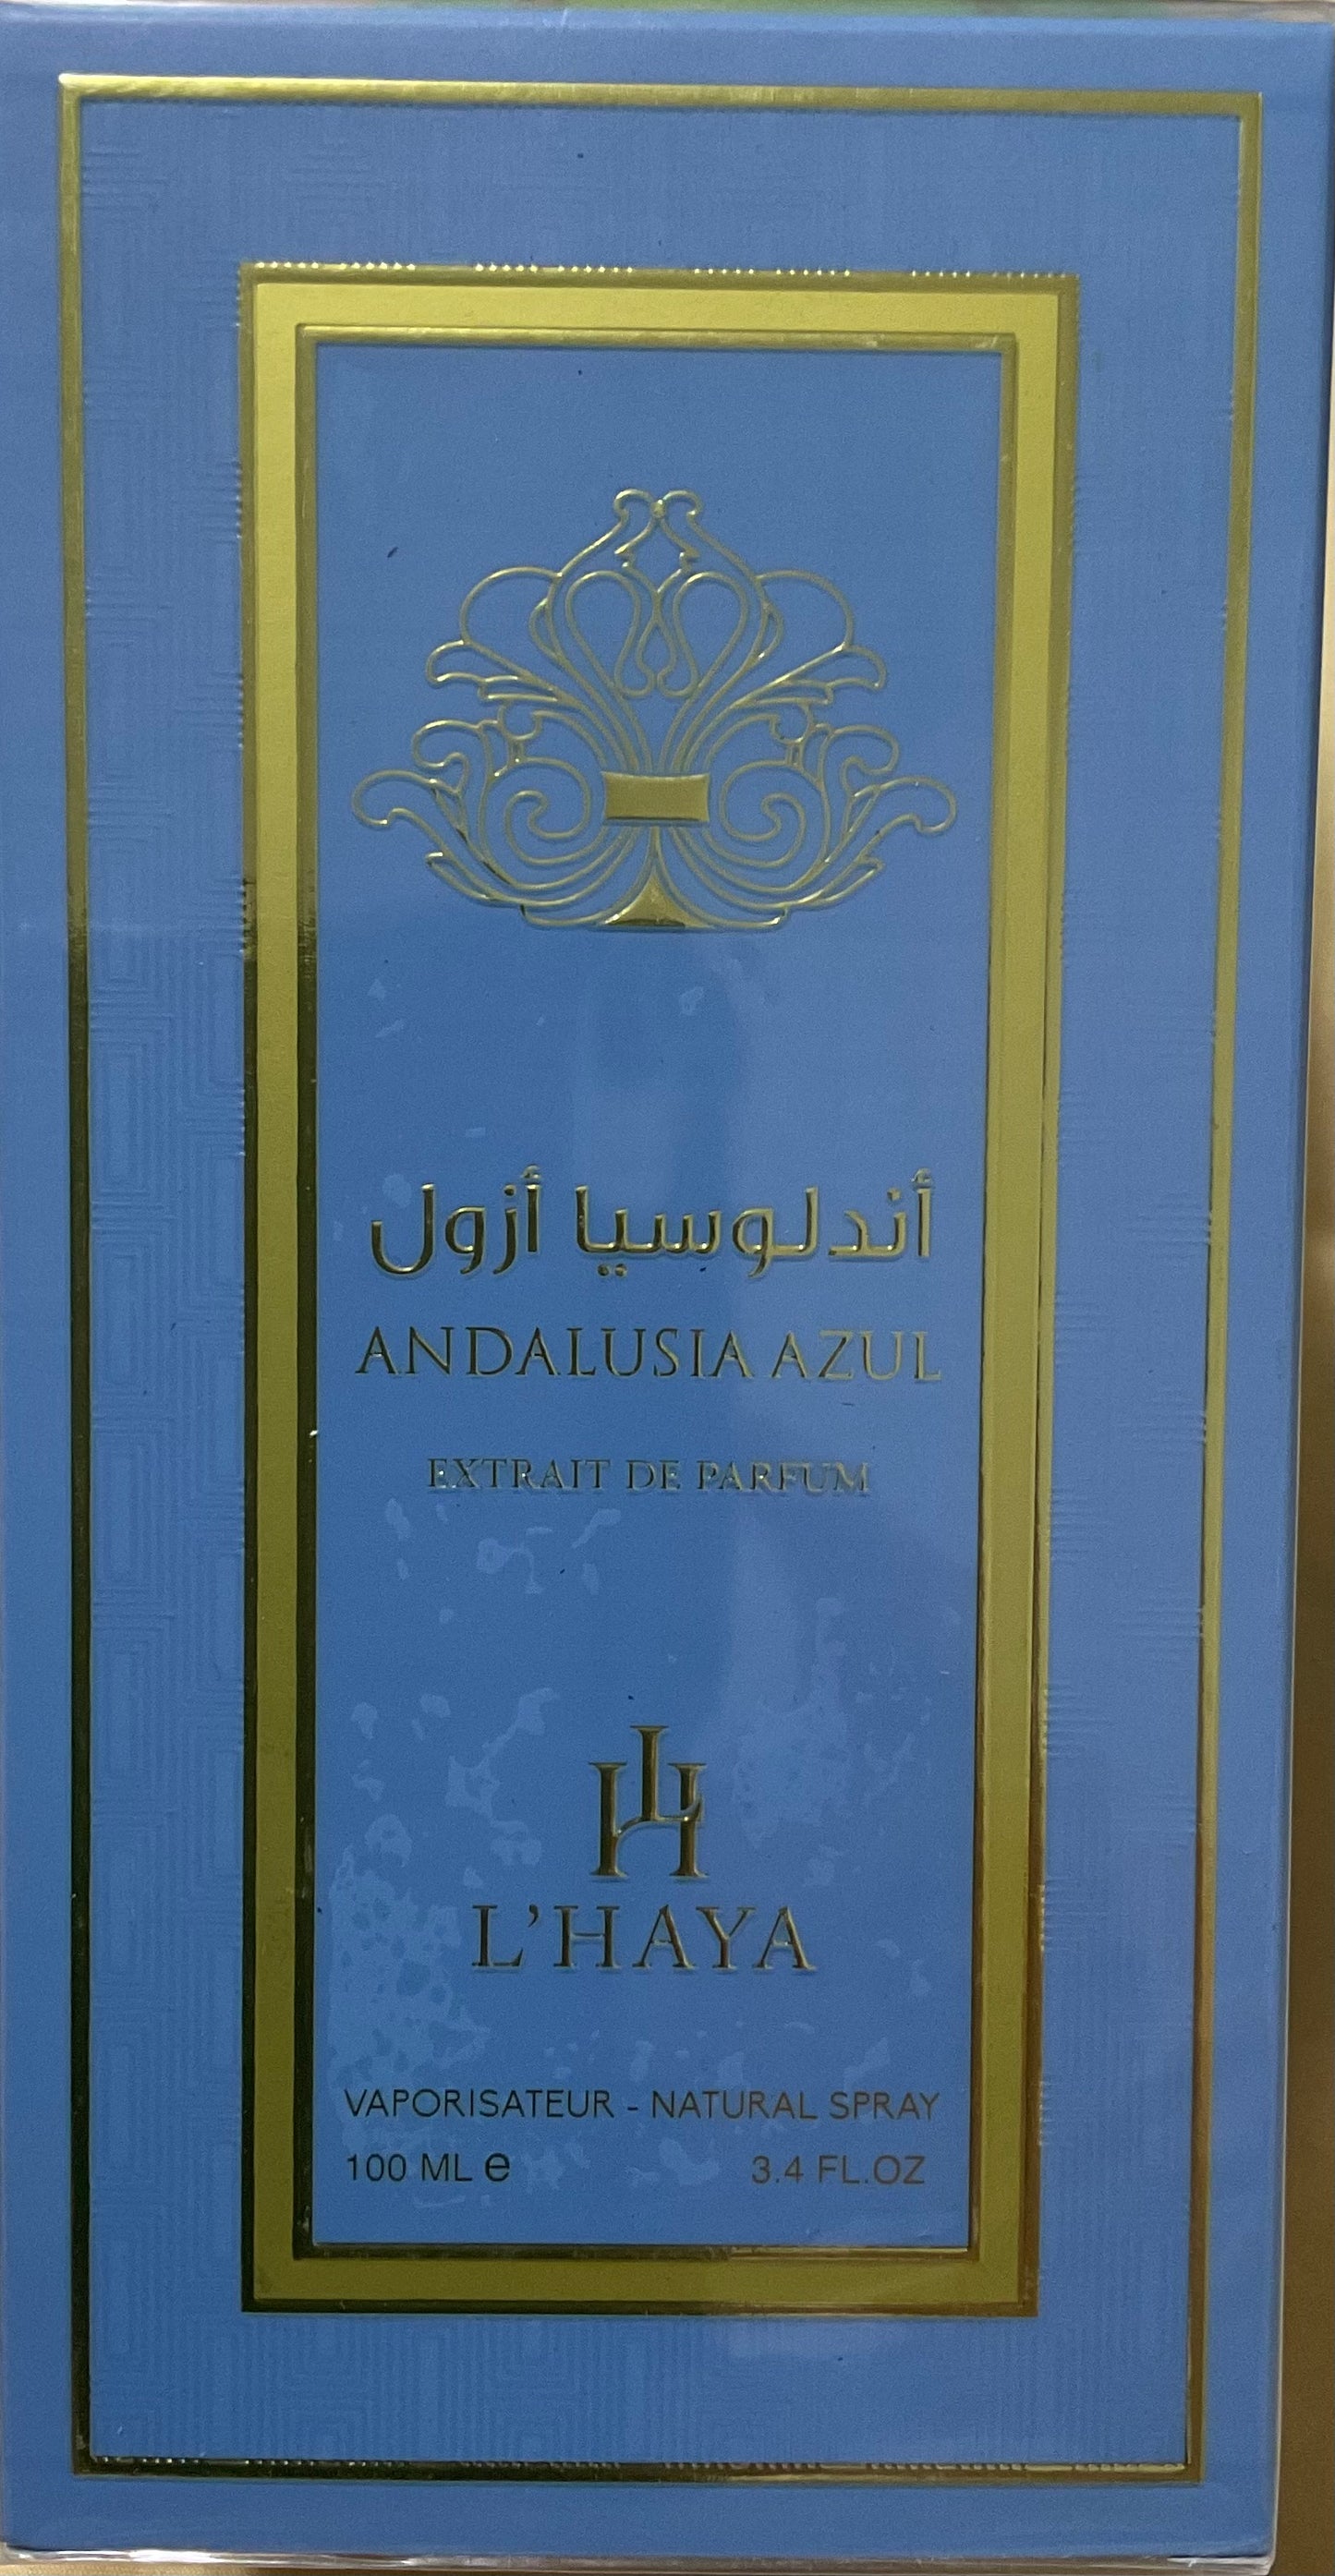 أندلوسيا أزول
ANDALUSIA AZUL
EXTRAIT DE PARFUM
L'HAYA
VAPORISATEUR - NATURAL SPRAY
100 ML e 3.4 FL.OZ